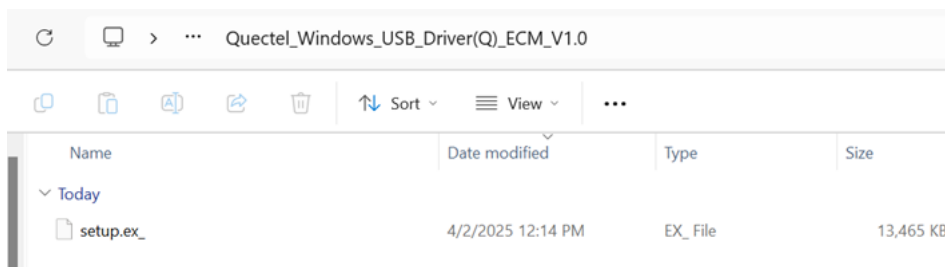 Quectel_Windows_USB_Driver(Q)_ECM_V1.0
Sort View
Name Date modified Type Size
Today
setup.ex_ 4/2/2025 12:14 PM EX_ File 13,465 KB